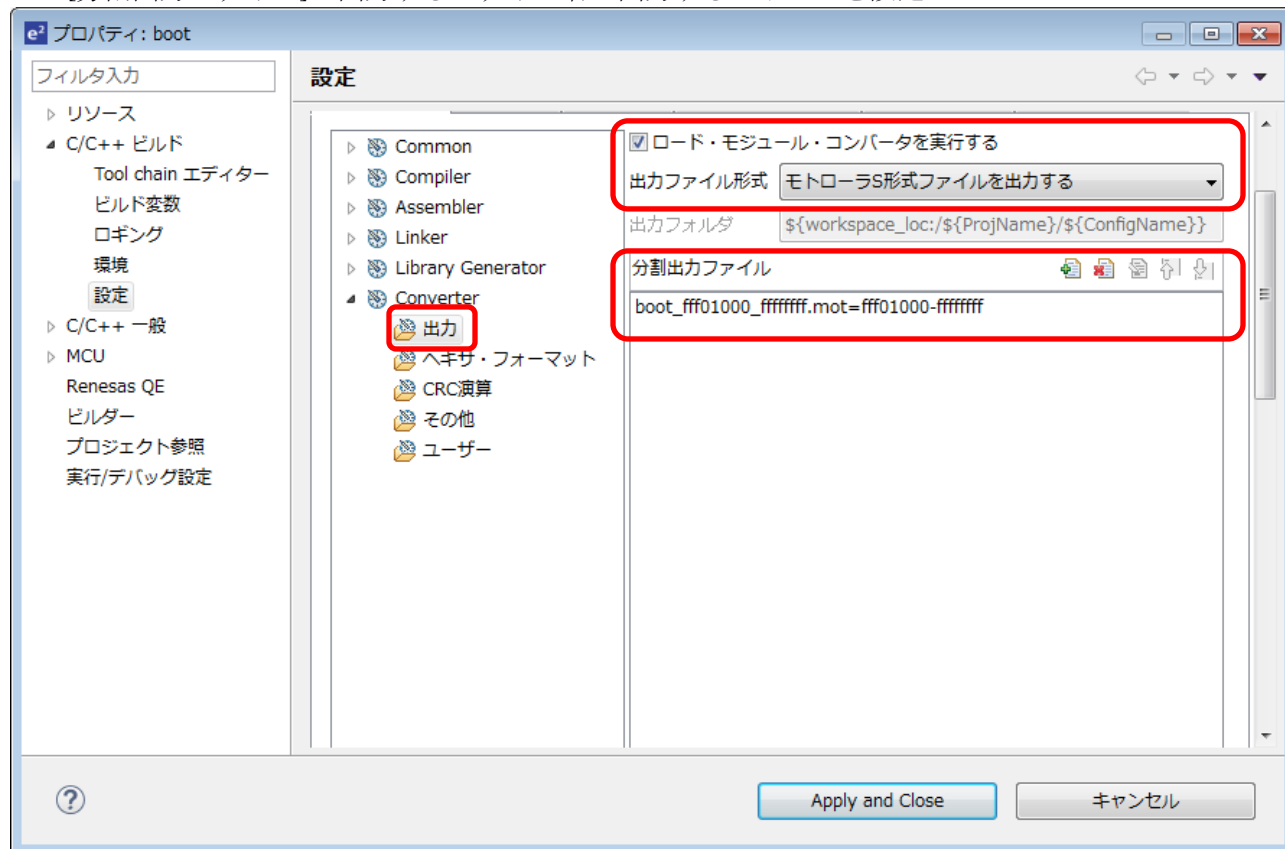 e² プロパティ: boot
フィルタ入力
設定
リソース
C/C++ ビルド
Tool chain エディター
ビルド変数
ロギング
環境
設定
C/C++ 一般
MCU
Renesas QE
ビルダー
プロジェクト参照
実行/デバッグ設定
Common
Compiler
Assembler
Linker
Library Generator
Converter
出力
ヘキサ・フォーマット
CRC演算
その他
ユーザー
ロード・モジュール・コンバータを実行する
出力ファイル形式 モトローラS形式ファイルを出力する
出力フォルダ ${workspace_loc:/${ProjName}/${ConfigName}}
分割出力ファイル
boot_fff01000_ffffffff.mot=fff01000-ffffffff
? Apply and Close キャンセル